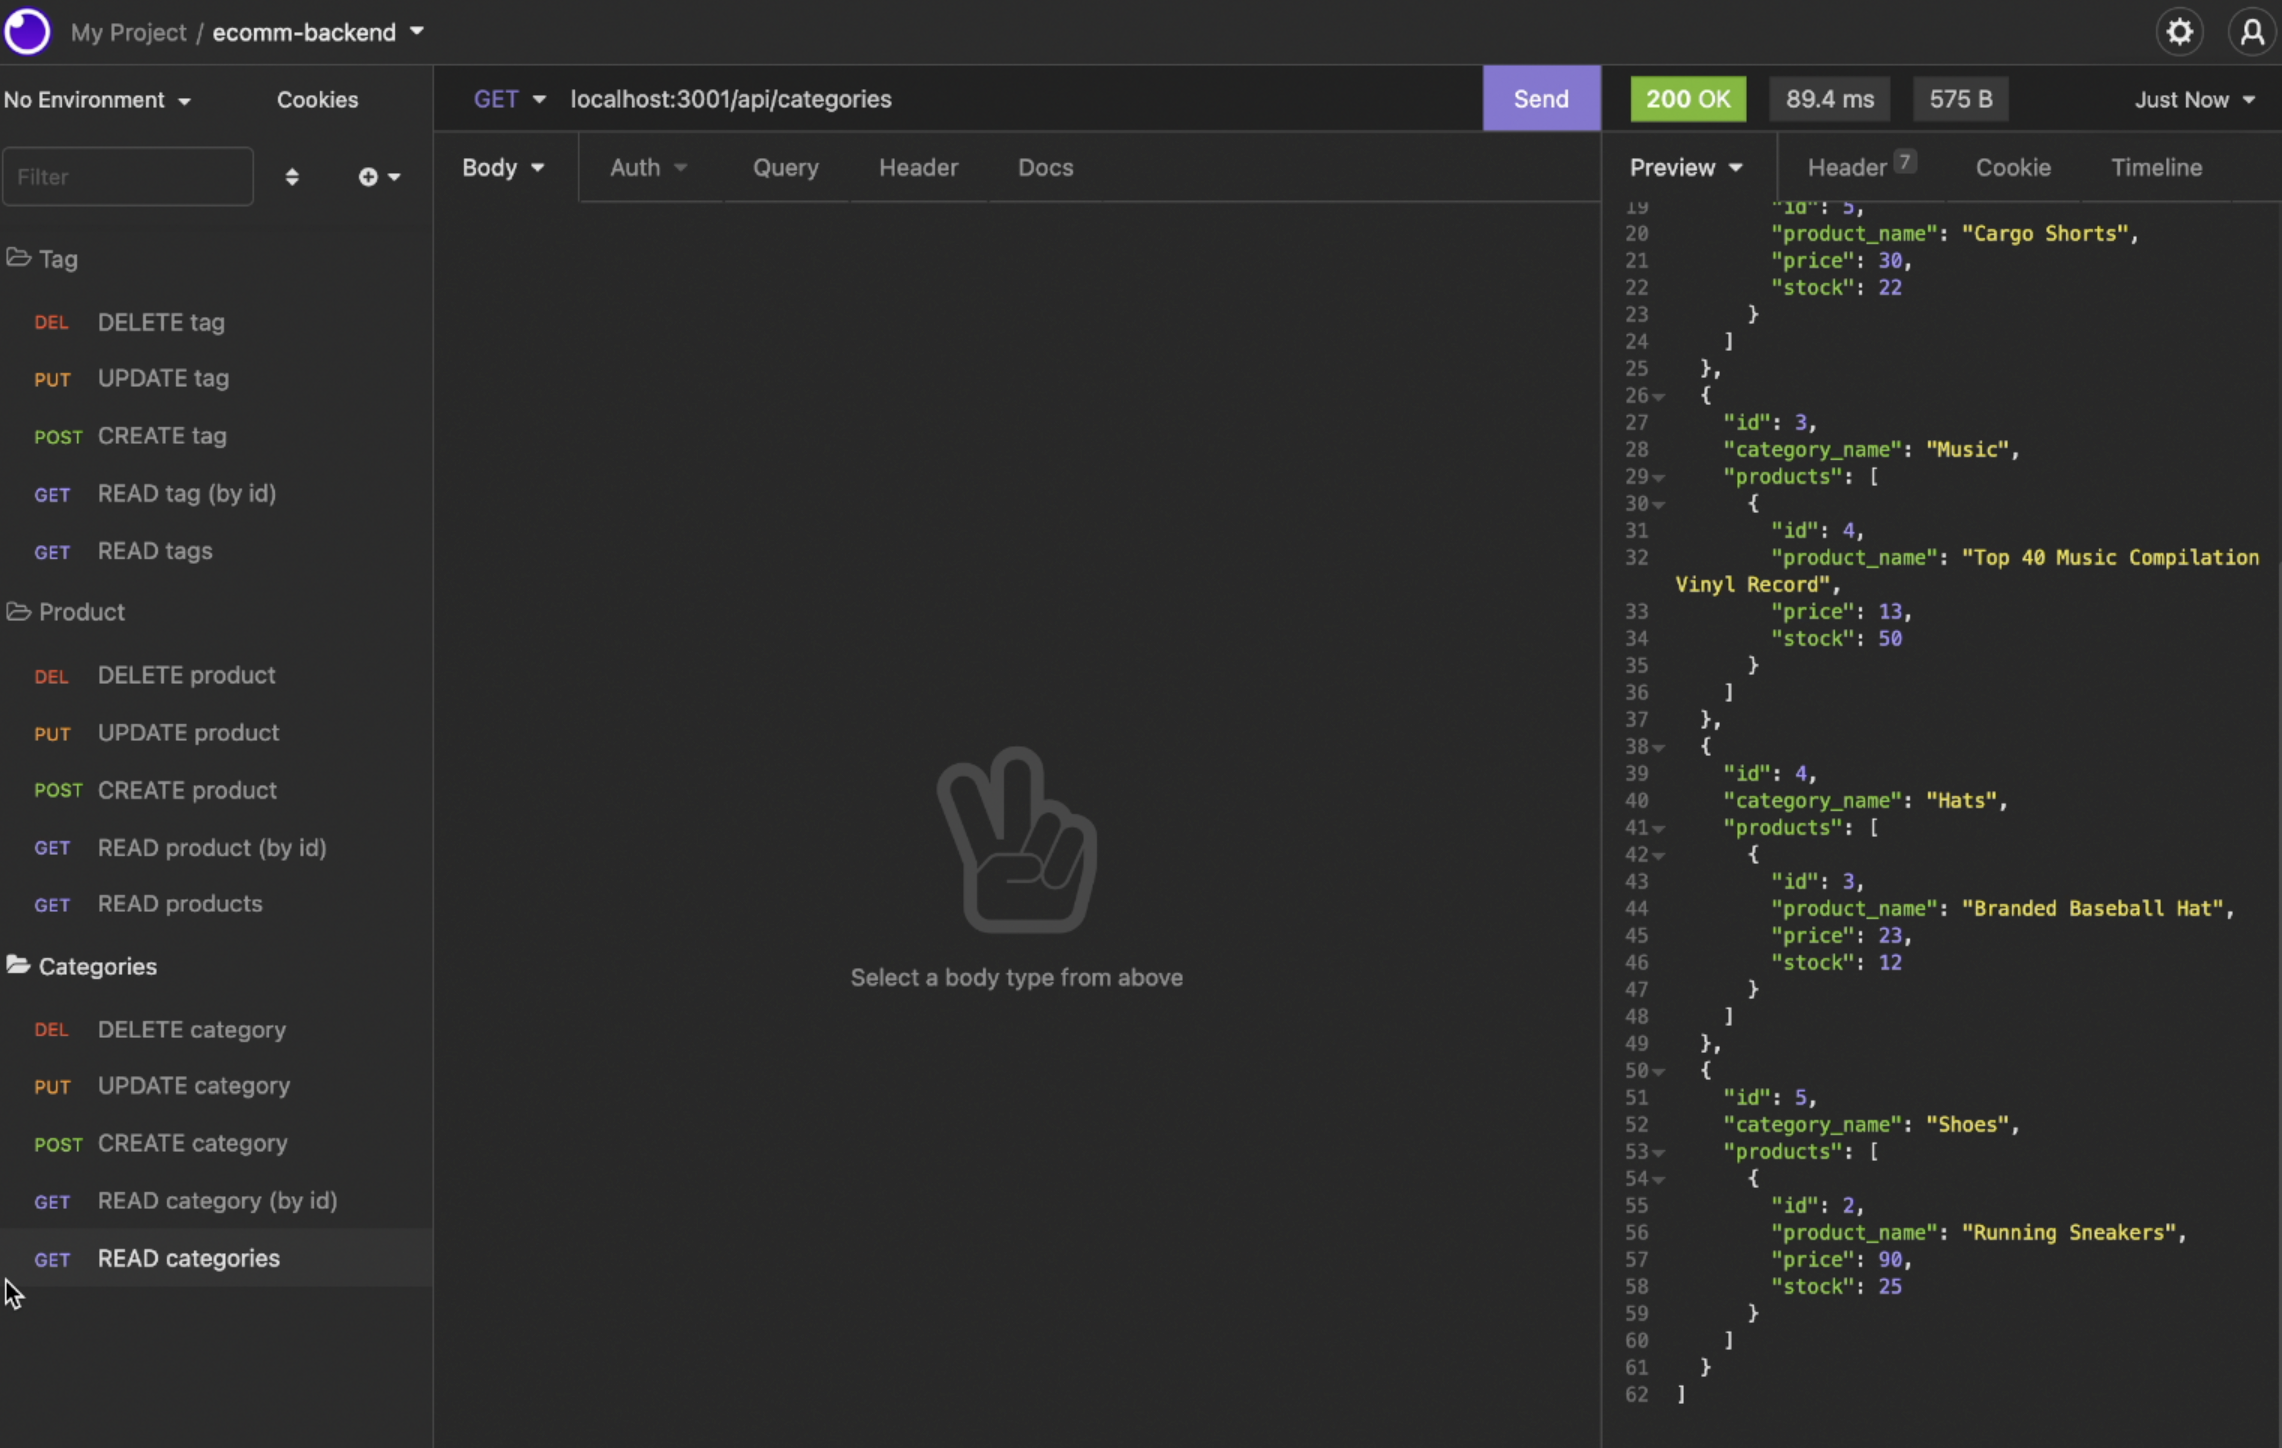 My Project / ecomm-backend
No Environment
Cookies
GET localhost:3001/api/categories
Send
200 OK
89.4 ms
575 B
Just Now
Filter
Body
Auth
Query
Header
Docs
Preview
Header 7
Cookie
Timeline
Tag
DEL DELETE tag
PUT UPDATE tag
POST CREATE tag
GET READ tag (by id)
GET READ tags
Product
DEL DELETE product
PUT UPDATE product
POST CREATE product
GET READ product (by id)
GET READ products
Categories
DEL DELETE category
PUT UPDATE category
POST CREATE category
GET READ category (by id)
GET READ categories
Select a body type from above
19 "id": 5,
20 "product_name": "Cargo Shorts",
21 "price": 30,
22 "stock": 22
23 }
24 ]
25 },
26 {
27 "id": 3,
28 "category_name": "Music",
29 "products": [
30 {
31 "id": 4,
32 "product_name": "Top 40 Music Compilation
Vinyl Record",
33 "price": 13,
34 "stock": 50
35 }
36 ]
37 },
38 {
39 "id": 4,
40 "category_name": "Hats",
41 "products": [
42 {
43 "id": 3,
44 "product_name": "Branded Baseball Hat",
45 "price": 23,
46 "stock": 12
47 }
48 ]
49 },
50 {
51 "id": 5,
52 "category_name": "Shoes",
53 "products": [
54 {
55 "id": 2,
56 "product_name": "Running Sneakers",
57 "price": 90,
58 "stock": 25
59 }
60 ]
61 }
62 ]